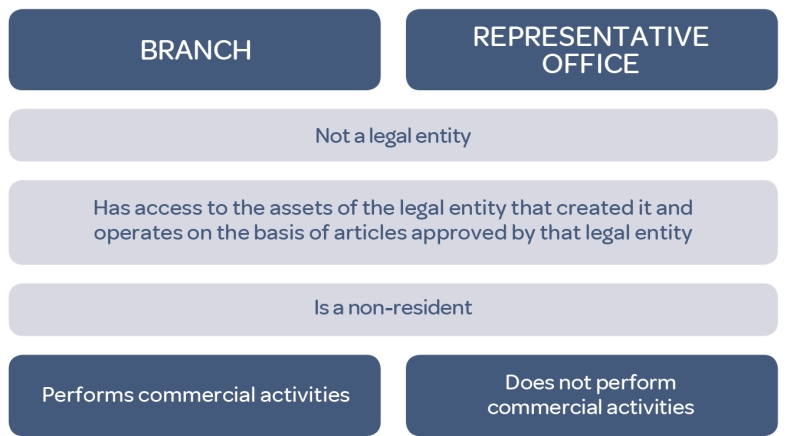 BRANCH
REPRESENTATIVE
OFFICE
Not a legal entity
Has access to the assets of the legal entity that created it and
operates on the basis of articles approved by that legal entity
Is a non-resident
Performs commercial activities
Does not perform
commercial activities